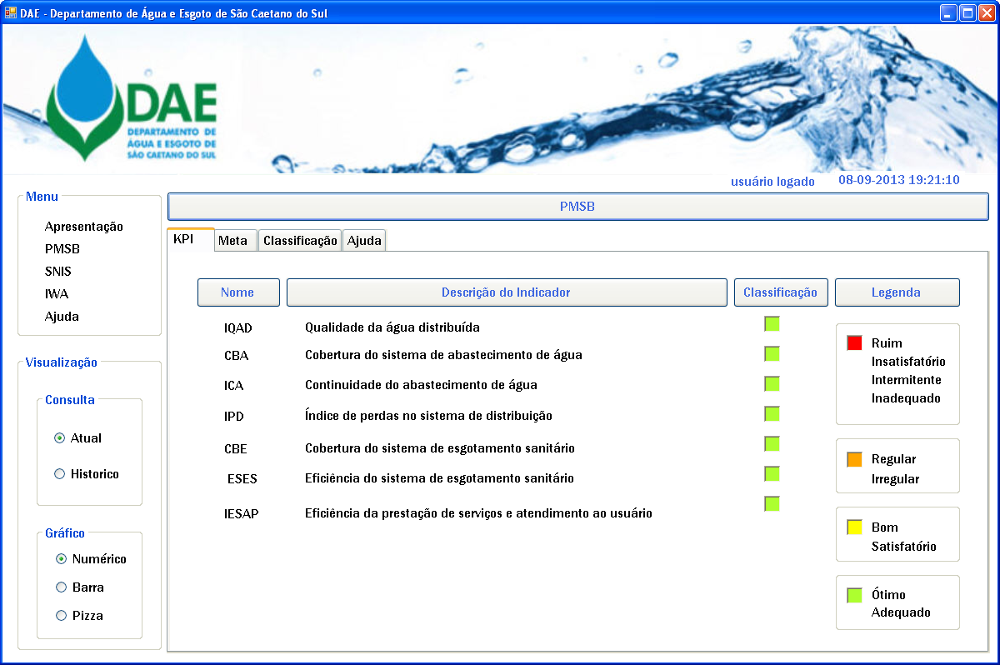 DAE - Departamento de Água e Esgoto de São Caetano do Sul
DAE
DEPARTAMENTO DE
ÁGUA E ESGOTO DE
SÃO CAETANO DO SUL
usuário logado 08-09-2013 19:21:10
Menu
Apresentação
PMSB
SNIS
IWA
Ajuda
Visualização
Consulta
Atual
Historico
Gráfico
Numérico
Barra
Pizza
PMSB
KPI Meta Classificação Ajuda
Nome Descrição do Indicador Classificação Legenda
IQAD Qualidade da água distribuída
CBA Cobertura do sistema de abastecimento de água
ICA Continuidade do abastecimento de água
IPD Índice de perdas no sistema de distribuição
CBE Cobertura do sistema de esgotamento sanitário
ESES Eficiência do sistema de esgotamento sanitário
IESAP Eficiência da prestação de serviços e atendimento ao usuário
Ruim
Insatisfatório
Intermitente
Inadequado
Regular
Irregular
Bom
Satisfatório
Ótimo
Adequado